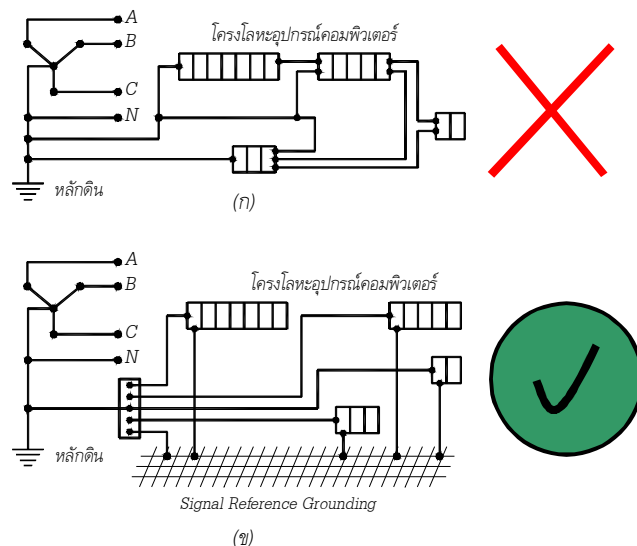 A
โครงโลหะอุปกรณ์คอมพิวเตอร์
B
C
N
หลักดิน
(ก)
A
โครงโลหะอุปกรณ์คอมพิวเตอร์
B
C
N
หลักดิน
Signal Reference Grounding
(ข)